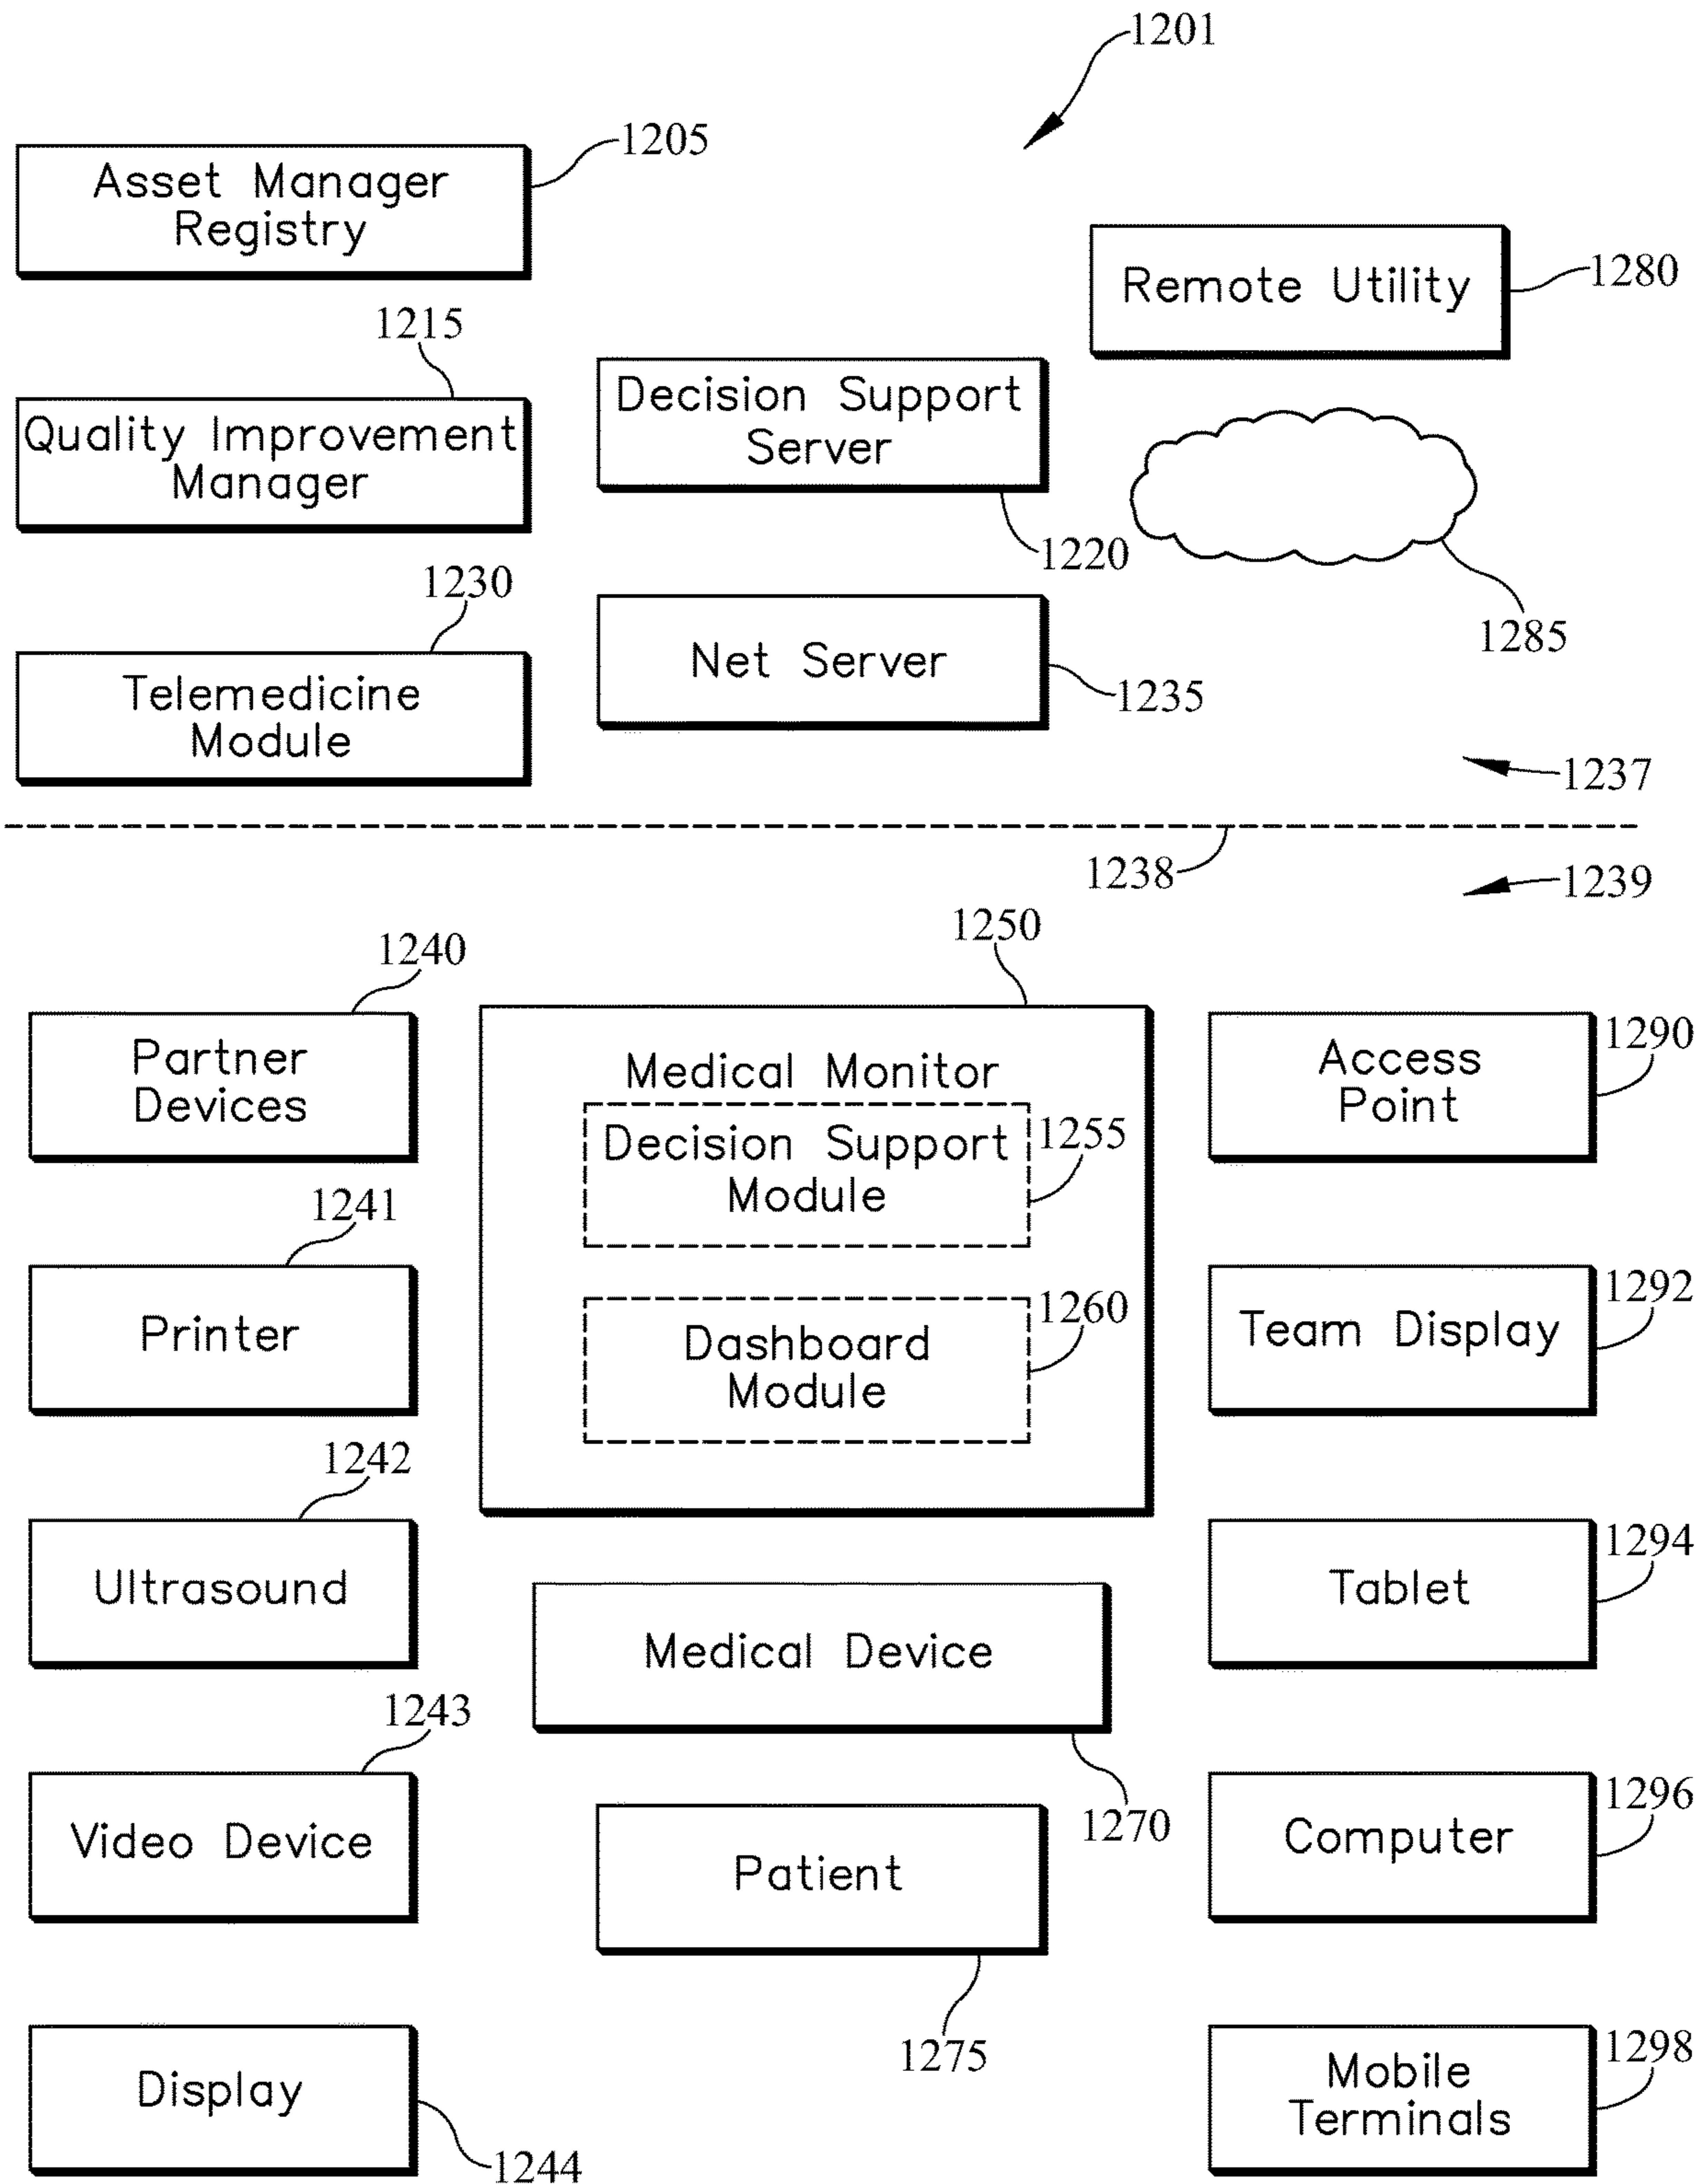 1201
1205
Asset Manager
Registry
1280
Remote Utility
1215
Quality Improvement
Manager
Decision Support
Server
1220
1285
1230
Telemedicine
Module
Net Server
1235
1237
1238
1239
1240
Partner
Devices
1250
Medical Monitor
Decision Support
Module
1255
Dashboard
Module
1260
1290
Access
Point
1241
Printer
1292
Team Display
1242
Ultrasound
Medical Device
1270
1294
Tablet
1243
Video Device
Patient
1275
1296
Computer
Display
1244
1298
Mobile
Terminals